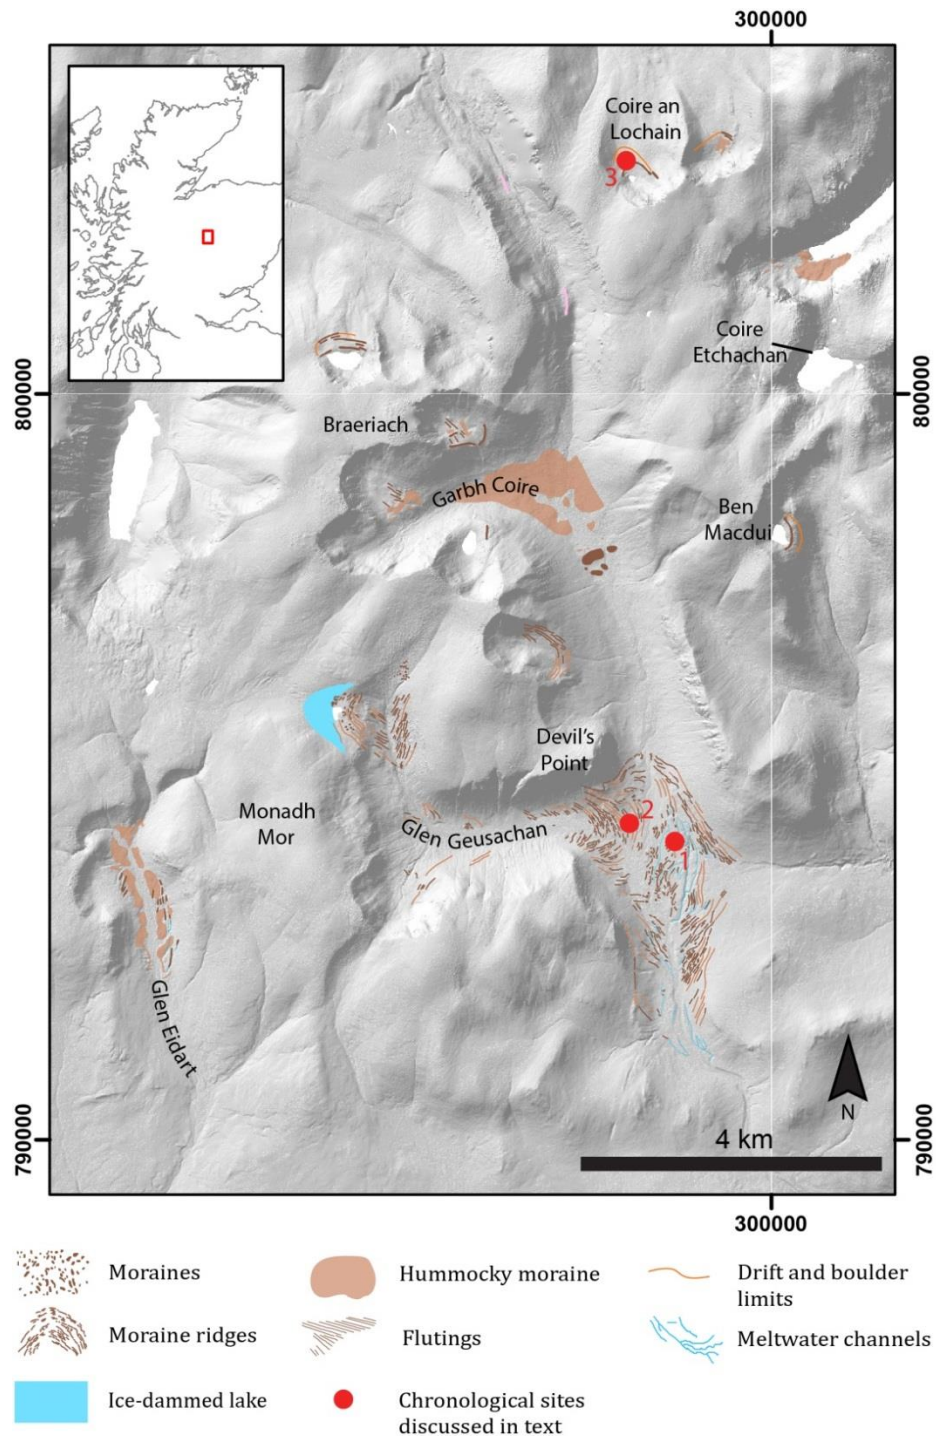 300000
Coire an
Lochain
3
Coire
Etchachan
800000
800000
Braeriach
Garbh Coire
Ben
Macdui
Devil's
Point
Monadh
Mor
Glen Geusachan
2
1
Glen Eidart
N
4 km
790000
790000
300000
Moraines
Hummocky moraine
Drift and boulder
limits
Moraine ridges
Flutings
Meltwater channels
Ice-dammed lake
Chronological sites
discussed in text